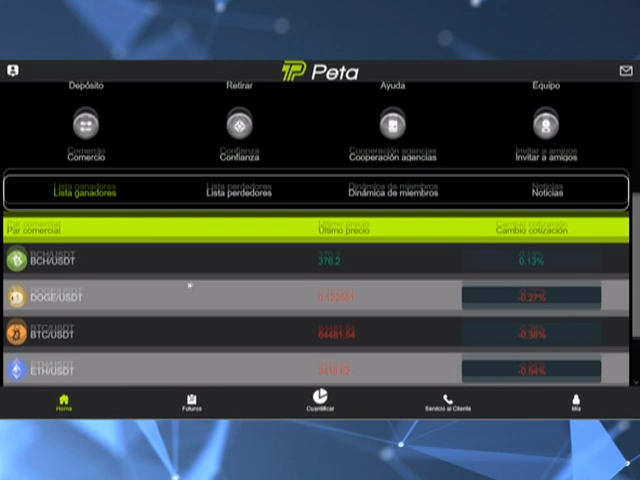 Peta
Depósito Retirar Ayuda Equipo
Comercio Confianza Cooperación agencias Invitar a amigos
Lista ganadores Lista perdedores Dinámica de miembros Noticias
Par comercial Último precio Cambio cotización
BCH/USDT 376.2 0.13%
DOGE/USDT -0.27%
BTC/USDT 64481.54 -0.38%
ETH/USDT -0.54%
Home Futuros Cuantificar Servicio al Cliente Mía